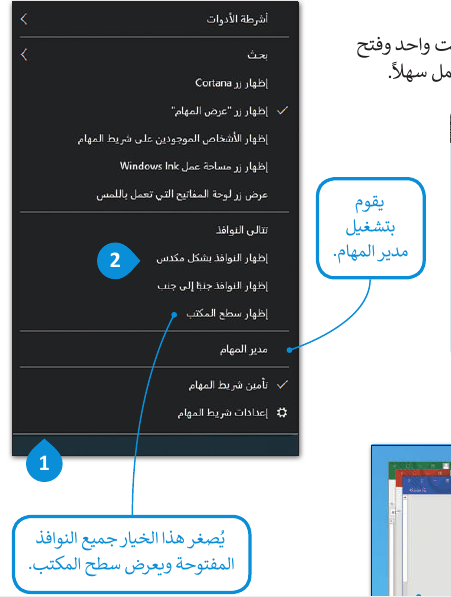 ت واحد وفتح
مل سهلاً.
أشرطة الأدوات
بحث
إظهار زر Cortana
إظهار زر "عرض المهام"
إظهار الأشخاص الموجودين على شريط المهام
إظهار زر مساحة عمل Windows Ink
عرض زر لوحة المفاتيح التي تعمل باللمس
تتالي النوافذ
إظهار النوافذ بشكل مكدس
2
إظهار النوافذ جنبًا إلى جنب
إظهار سطح المكتب
مدير المهام
تأمين شريط المهام
إعدادات شريط المهام
1
يقوم
بتشغيل
مدير المهام.
يُصغر هذا الخيار جميع النوافذ
المفتوحة ويعرض سطح المكتب.